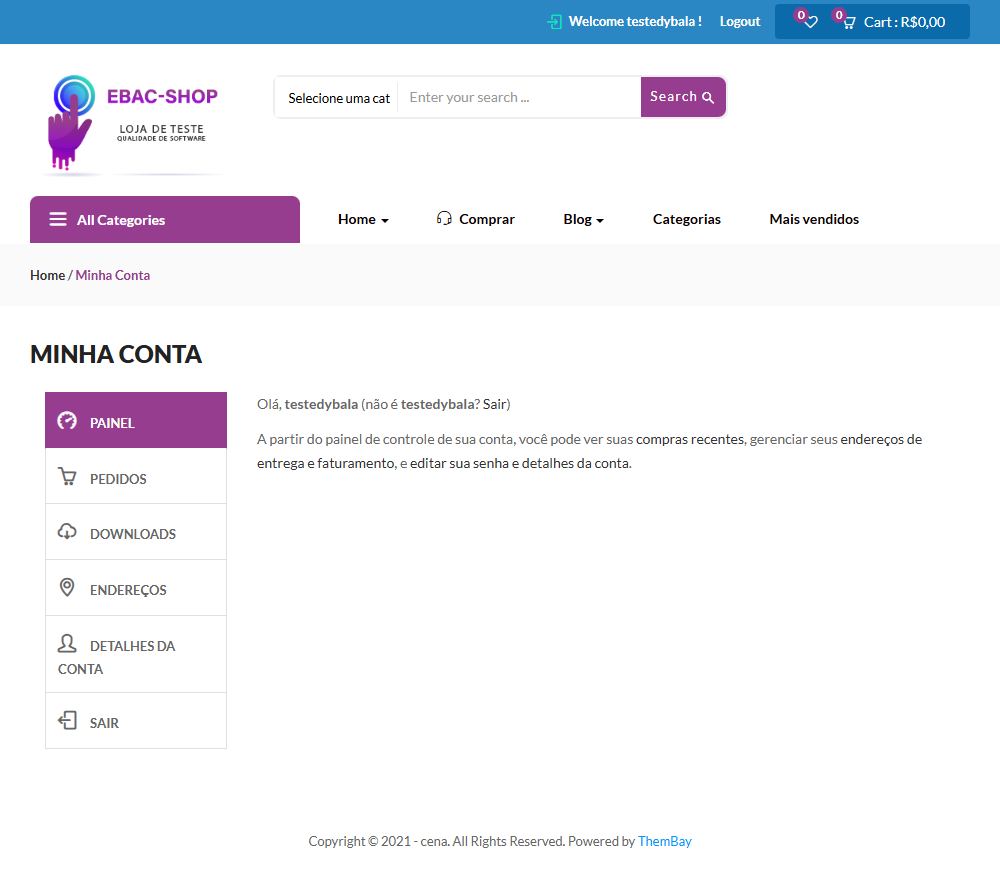 Welcome testedybala ! Logout 0 0 Cart : R$0,00
EBAC-SHOP
LOJA DE TESTE
QUALIDADE DE SOFTWARE
Selecione uma cat Enter your search ... Search
All Categories Home Comprar Blog Categorias Mais vendidos
Home / Minha Conta
MINHA CONTA
PAINEL
PEDIDOS
DOWNLOADS
ENDEREÇOS
DETALHES DA
CONTA
SAIR
Olá, testedybala (não é testedybala? Sair)
A partir do painel de controle de sua conta, você pode ver suas compras recentes, gerenciar seus endereços de
entrega e faturamento, e editar sua senha e detalhes da conta.
Copyright © 2021 - cena. All Rights Reserved. Powered by ThemBay